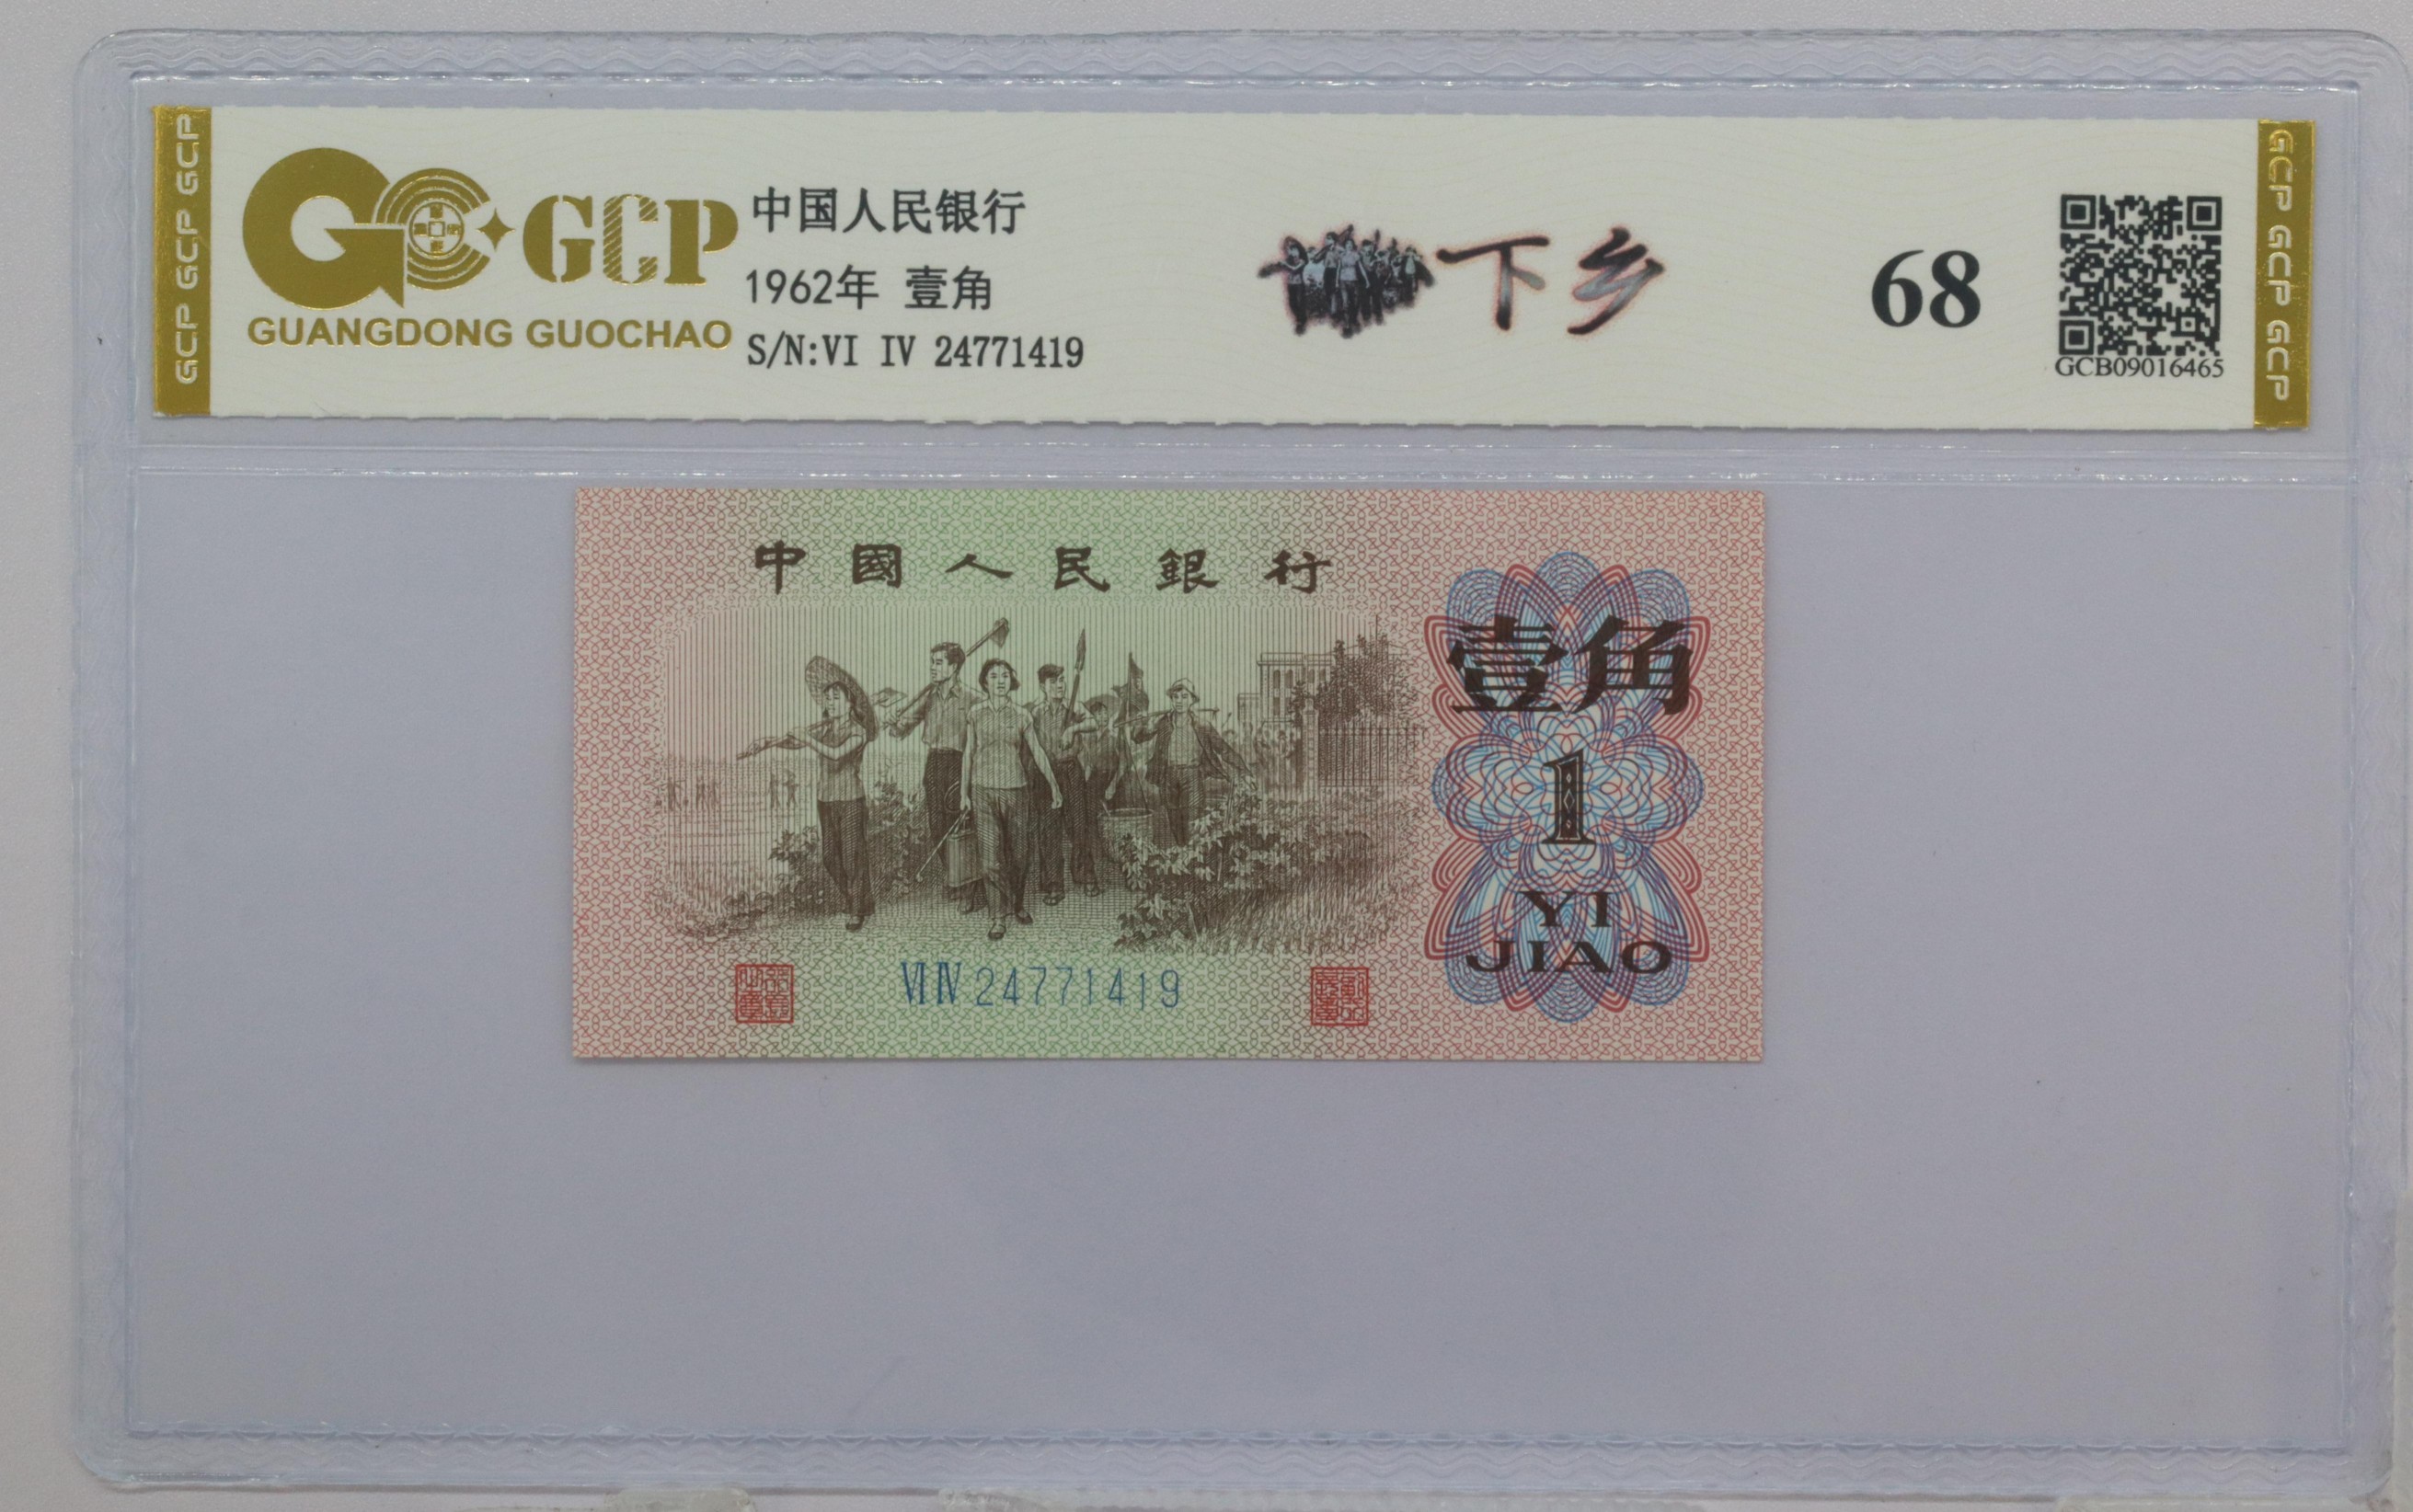 GCP GCP GCP
GCP
GUANGDONG GUOCHAO
中国人民银行
1962年 壹角
S/N:VI IV 24771419
下乡
68
GCB09016465
GCP GCP GCP
中國人民銀行
壹角
1
YI
JIAO
VI IV 24771419